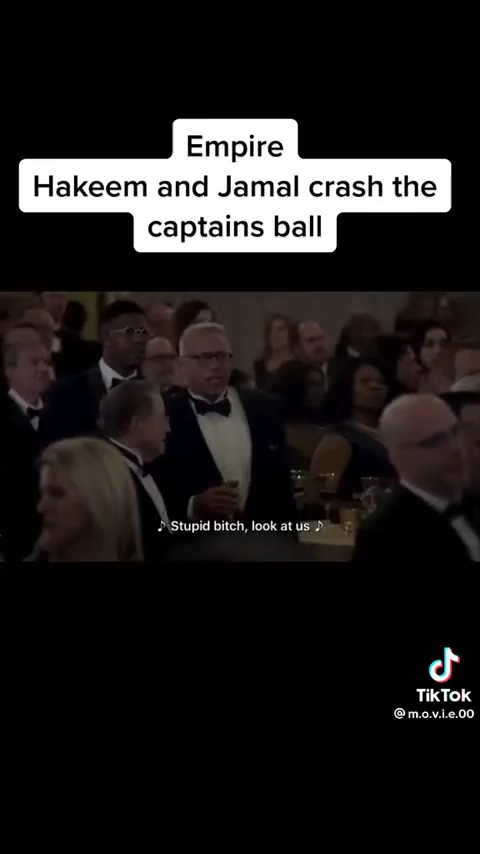 Empire
Hakeem and Jamal crash the
captains ball
♪ Stupid bitch, look at us ♪
TikTok
@m.o.v.i.e.00